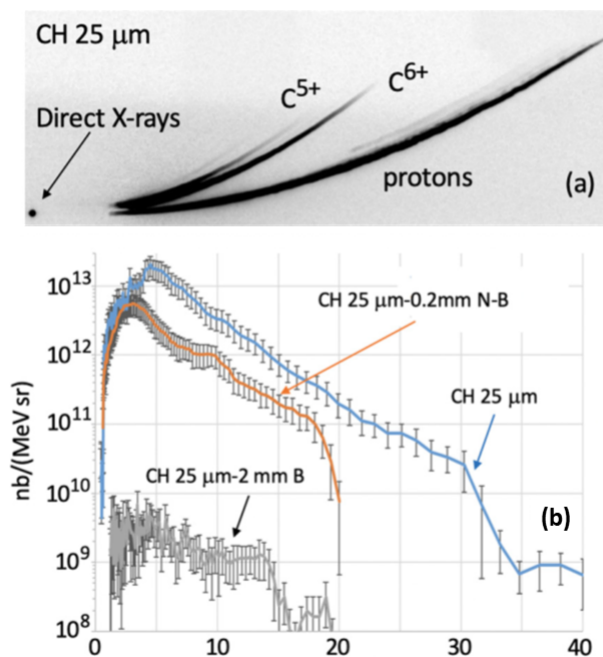 CH 25 μm
C⁵⁺
C⁶⁺
Direct X-rays
protons
(a)
10¹³
CH 25 μm-0.2mm N-B
10¹²
CH 25 μm
10¹¹
nb/(MeV sr)
CH 25 μm-2 mm B
10¹⁰
(b)
10⁹
10⁸
0 10 20 30 40